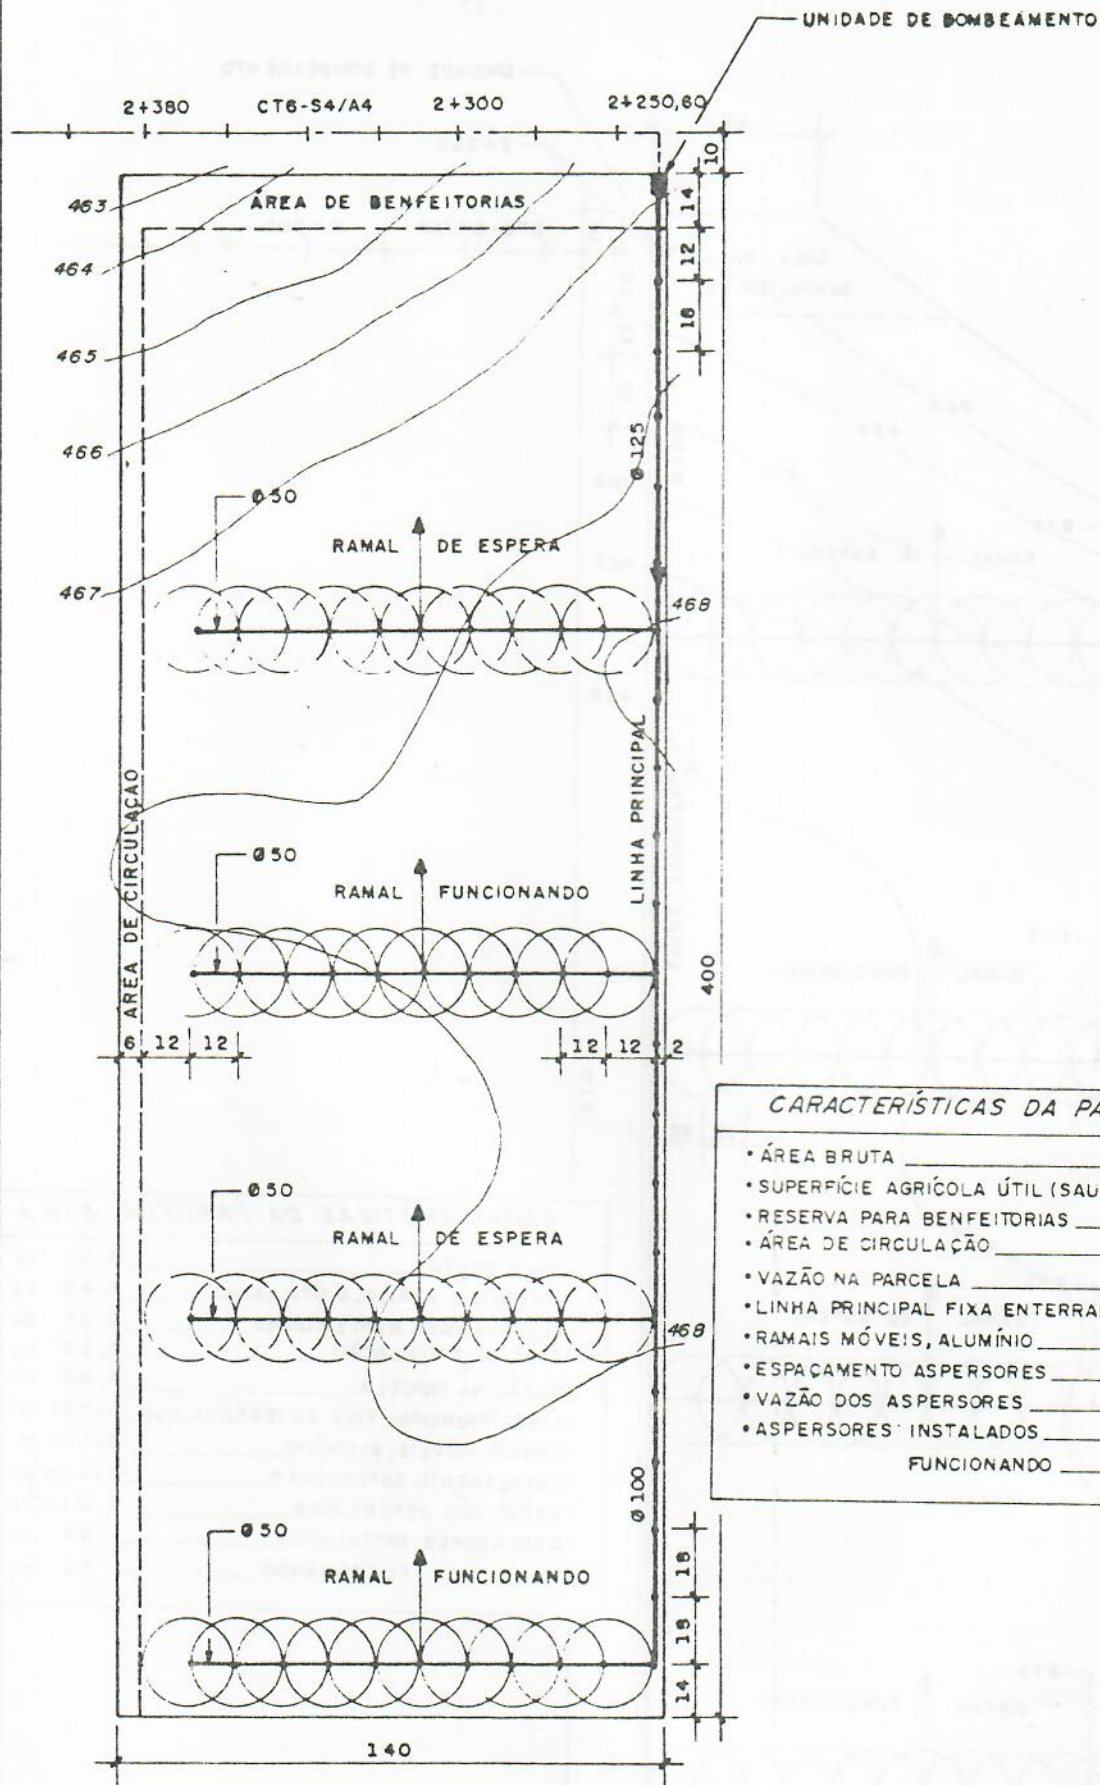 UNIDADE DE BOMBEAMENTO
2+380 CT6-S4/A4 2+300 2+250,60
10
14
12
18
463
464
465
466
467
ÁREA DE BENFEITORIAS
Ø 125
Ø 50
RAMAL DE ESPERA
468
ÁREA DE CIRCULAÇÃO
LINHA PRINCIPAL
Ø50
RAMAL FUNCIONANDO
400
6 12 12 12 12 2
Ø50
RAMAL DE ESPERA
468
CARACTERÍSTICAS DA PA
• ÁREA BRUTA
• SUPERFÍCIE AGRÍCOLA ÚTIL (SAU
• RESERVA PARA BENFEITORIAS
• ÁREA DE CIRCULAÇÃO
• VAZÃO NA PARCELA
• LINHA PRINCIPAL FIXA ENTERRA
• RAMAIS MÓVEIS, ALUMÍNIO
• ESPAÇAMENTO ASPERSORES
• VAZÃO DOS ASPERSORES
• ASPERSORES INSTALADOS
FUNCIONANDO
Ø 100
Ø50
RAMAL FUNCIONANDO
18
18
14
140